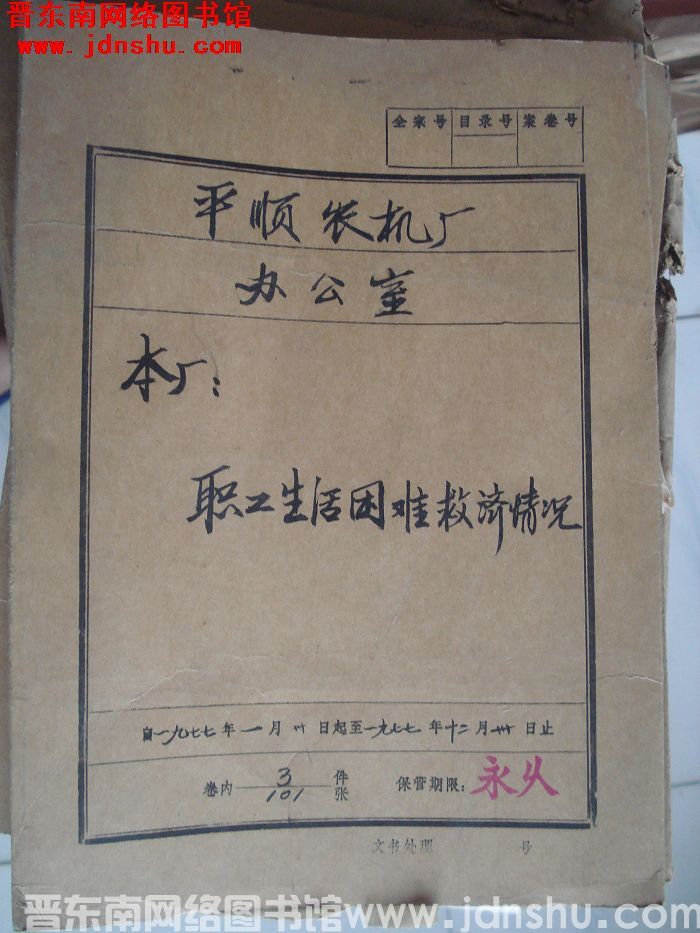 晋东南网络图书馆
www.jdnshu.com
全宗号 目录号 案卷号
平顺农机厂
办公室
本厂：
职工生活困难救济情况
自一九七七年一月廿日起至一九七七年十二月卅日止
卷内 3 件 保管期限：永久
101 张
文书处理 号
晋东南网络图书馆www.jdnshu.com